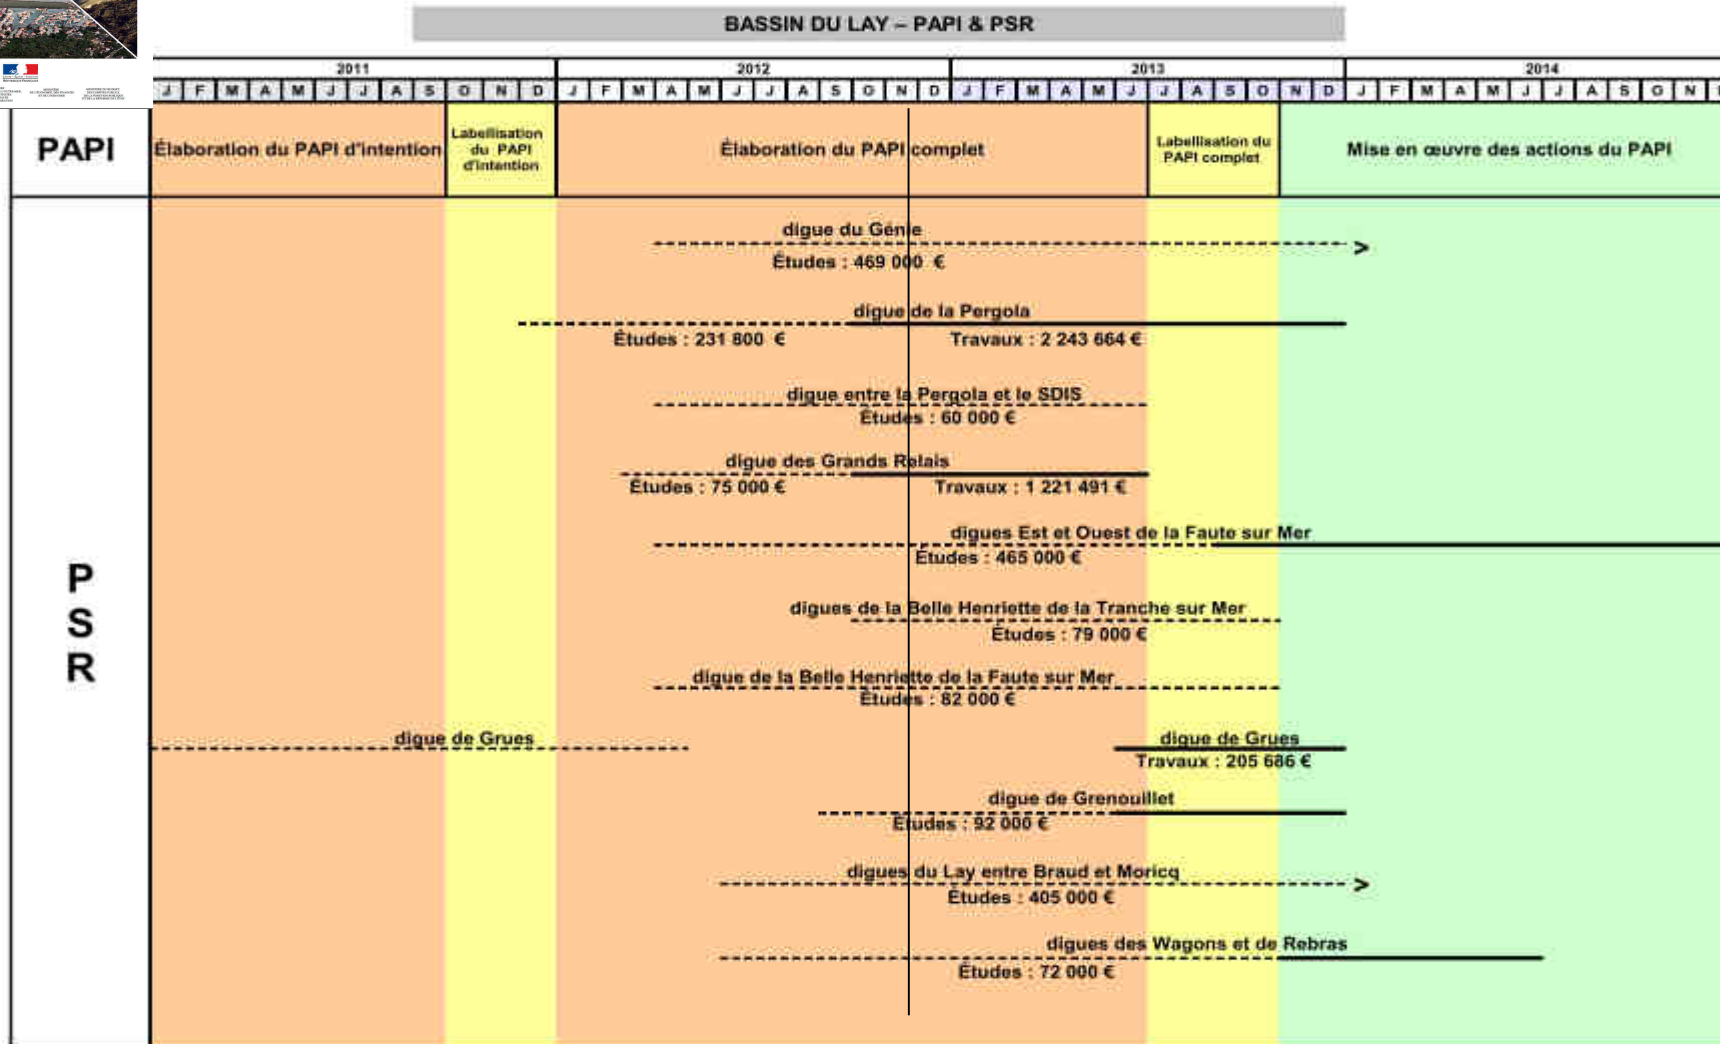 BASSIN DU LAY – PAPI & PSR
2011 2012 2013 2014
J F M A M J J A S O N D J F M A M J J A S O N D J F M A M J J A S O N D J F M A M J J A S O N
PAPI
Élaboration du PAPI d'intention
Labellisation
du PAPI
d'intention
Élaboration du PAPI complet
Labellisation du
PAPI complet
Mise en œuvre des actions du PAPI
P
S
R
digue du Génie
>
Études : 469 000 €
digue de la Pergola
Études : 231 800 € Travaux : 2 243 664 €
digue entre la Pergola et le SDIS
Études : 60 000 €
digue des Grands Relais
Études : 75 000 € Travaux : 1 221 491 €
digues Est et Ouest de la Faute sur Mer
Études : 465 000 €
digues de la Belle Henriette de la Tranche sur Mer
Études : 79 000 €
digue de la Belle Henriette de la Faute sur Mer
Études : 82 000 €
digue de Grues digue de Grues
Travaux : 205 686 €
digue de Grenouillet
Études : 92 000 €
digues du Lay entre Braud et Moricq
>
Études : 405 000 €
digues des Wagons et de Rebras
Études : 72 000 €